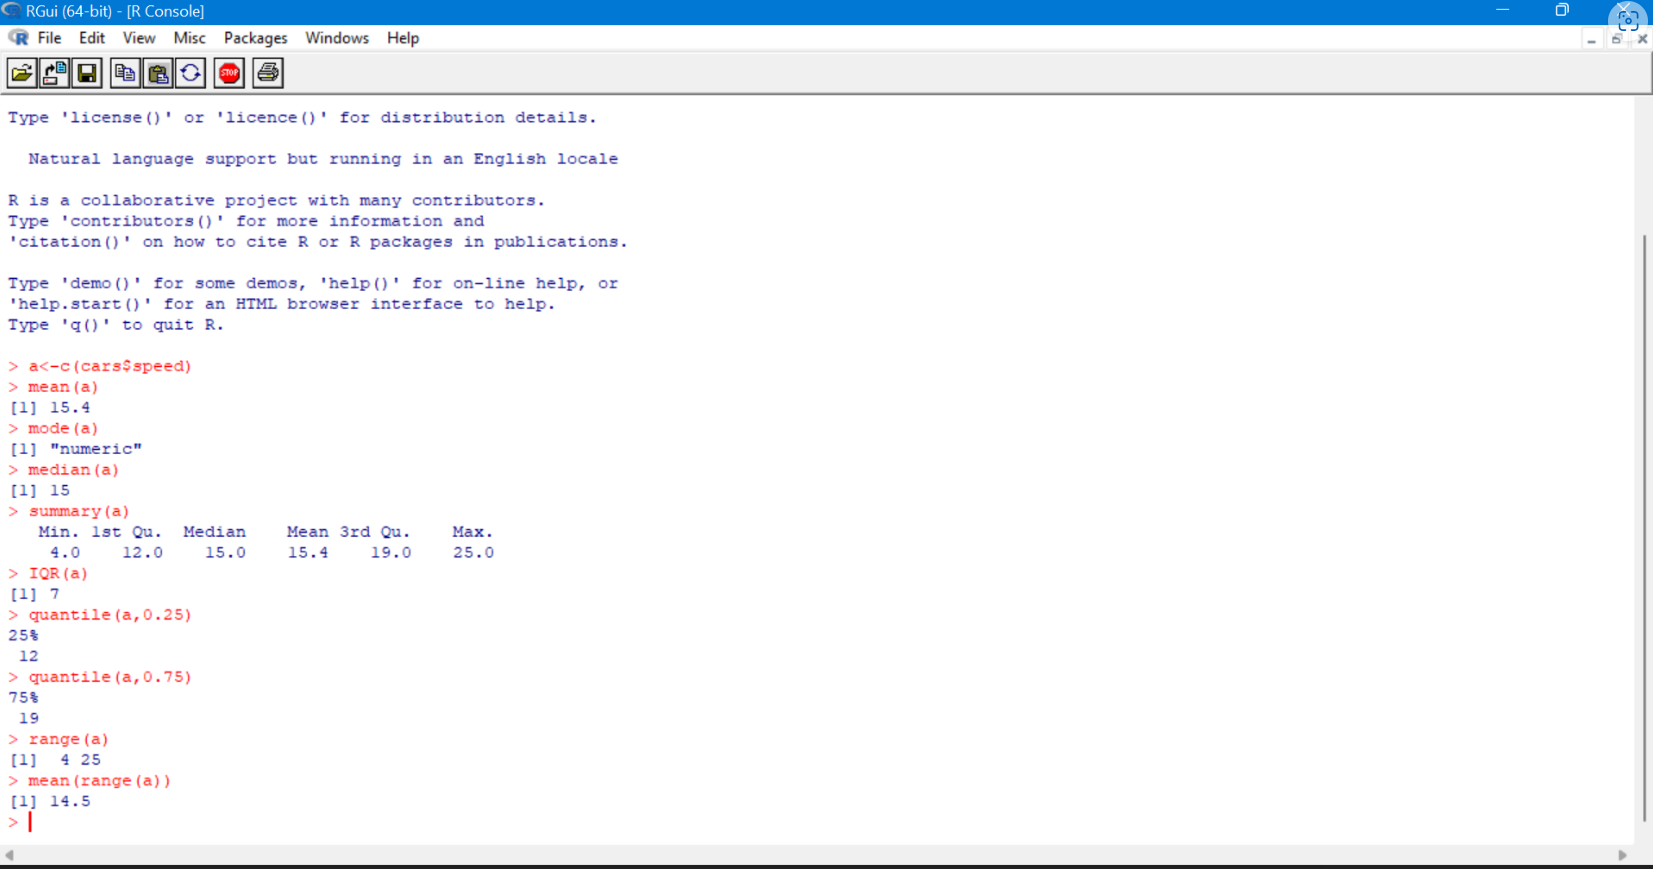 RGui (64-bit) - [R Console]
File Edit View Misc Packages Windows Help
STOP
Type 'license()' or 'licence()' for distribution details.
Natural language support but running in an English locale
R is a collaborative project with many contributors.
Type 'contributors()' for more information and
'citation()' on how to cite R or R packages in publications.
Type 'demo()' for some demos, 'help()' for on-line help, or
'help.start()' for an HTML browser interface to help.
Type 'q()' to quit R.
> a<-c(cars$speed)
> mean(a)
[1] 15.4
> mode(a)
[1] "numeric"
> median(a)
[1] 15
> summary(a)
Min. 1st Qu. Median Mean 3rd Qu. Max.
4.0 12.0 15.0 15.4 19.0 25.0
> IQR(a)
[1] 7
> quantile(a,0.25)
25%
12
> quantile(a,0.75)
75%
19
> range(a)
[1] 4 25
> mean(range(a))
[1] 14.5
>